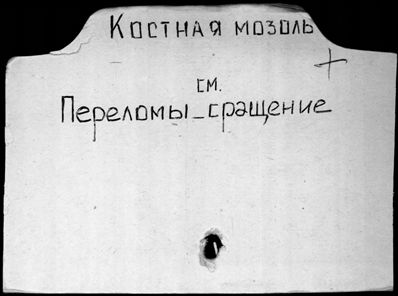 Костная мозоль
+
см.
Переломы_сращение